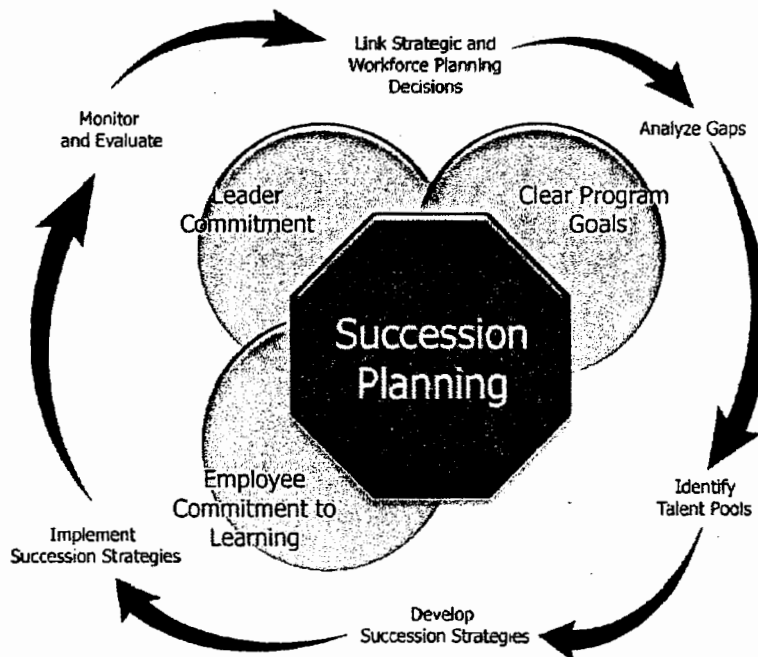 Link Strategic and
Workforce Planning
Decisions
Analyze Gaps
Identify
Talent Pools
Develop
Succession Strategies
Implement
Succession Strategies
Monitor
and Evaluate
Leader
Commitment
Clear Program
Goals
Succession
Planning
Employee
Commitment to
Learning